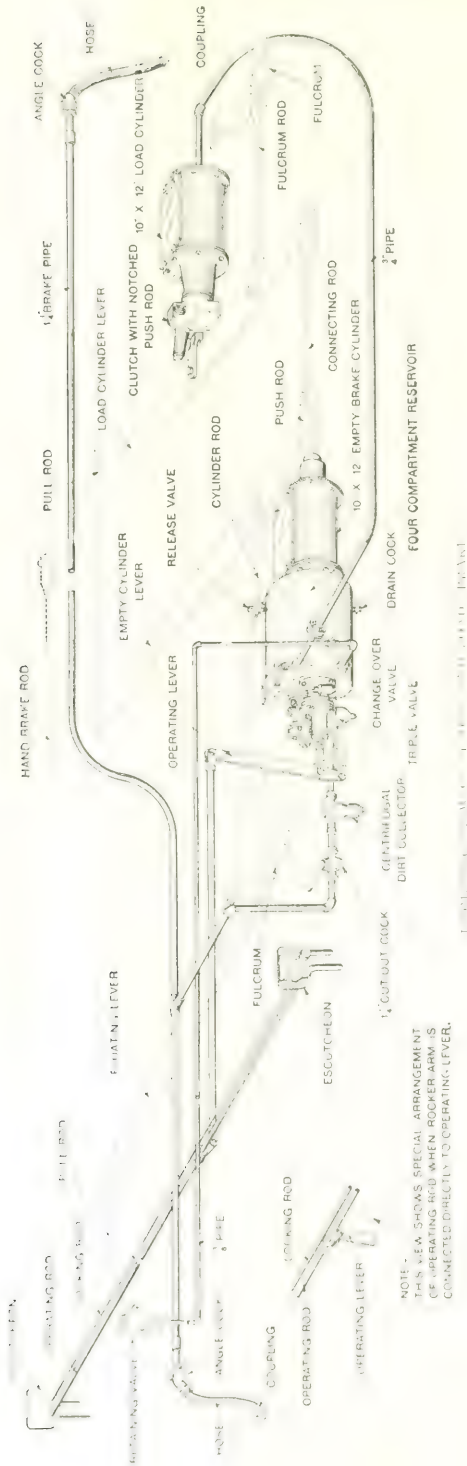 ANGLE COCK
HOSE
1¼" BRAKE PIPE
COUPLING
HAND BRAKE ROD
PULL ROD
LOAD CYLINDER LEVER
CLUTCH WITH NOTCHED
PUSH ROD
10" X 12" LOAD CYLINDER
FULCRUM ROD
FULCRUM
EMPTY CYLINDER
LEVER
RELEASE VALVE
CYLINDER ROD
PUSH ROD
CONNECTING ROD
¾" PIPE
OPERATING LEVER
10 X 12 EMPTY BRAKE CYLINDER
FOUR COMPARTMENT RESERVOIR
DRAIN COCK
CHANGE OVER
VALVE
TRIPLE VALVE
CENTRIFUGAL
DIRT COLLECTOR
1¼" CUT OUT COCK
FULCRUM
ESCUTCHEON
LEVER
PIPE
HOSE
ANGLE COCK
COUPLING
OPERATING ROD
LOCKING ROD
OPERATING LEVER
NOTE -
THIS VIEW SHOWS SPECIAL ARRANGEMENT
OF OPERATING ROD WHEN ROCKER ARM IS
CONNECTED DIRECTLY TO OPERATING LEVER.